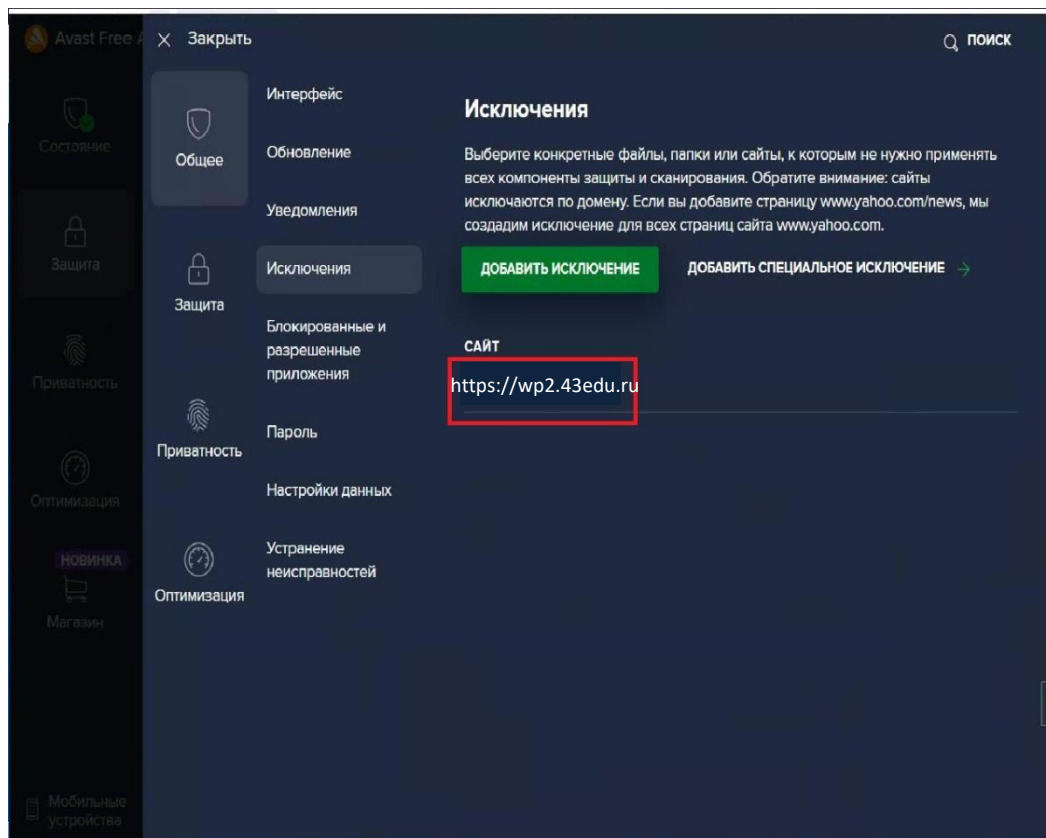 Avast Free
Закрыть
ПОИСК
Состояние
Защита
Приватность
Оптимизация
НОВИНКА
Магазин
Мобильные
устройства
Общее
Защита
Приватность
Оптимизация
Интерфейс
Обновление
Уведомления
Исключения
Блокированные и
разрешенные
приложения
Пароль
Настройки данных
Устранение
неисправностей
Исключения
Выберите конкретные файлы, папки или сайты, к которым не нужно применять
всех компоненты защиты и сканирования. Обратите внимание: сайты
исключаются по домену. Если вы добавите страницу www.yahoo.com/news, мы
создадим исключение для всех страниц сайта www.yahoo.com.
ДОБАВИТЬ ИСКЛЮЧЕНИЕ
ДОБАВИТЬ СПЕЦИАЛЬНОЕ ИСКЛЮЧЕНИЕ →
САЙТ
https://wp2.43edu.ru